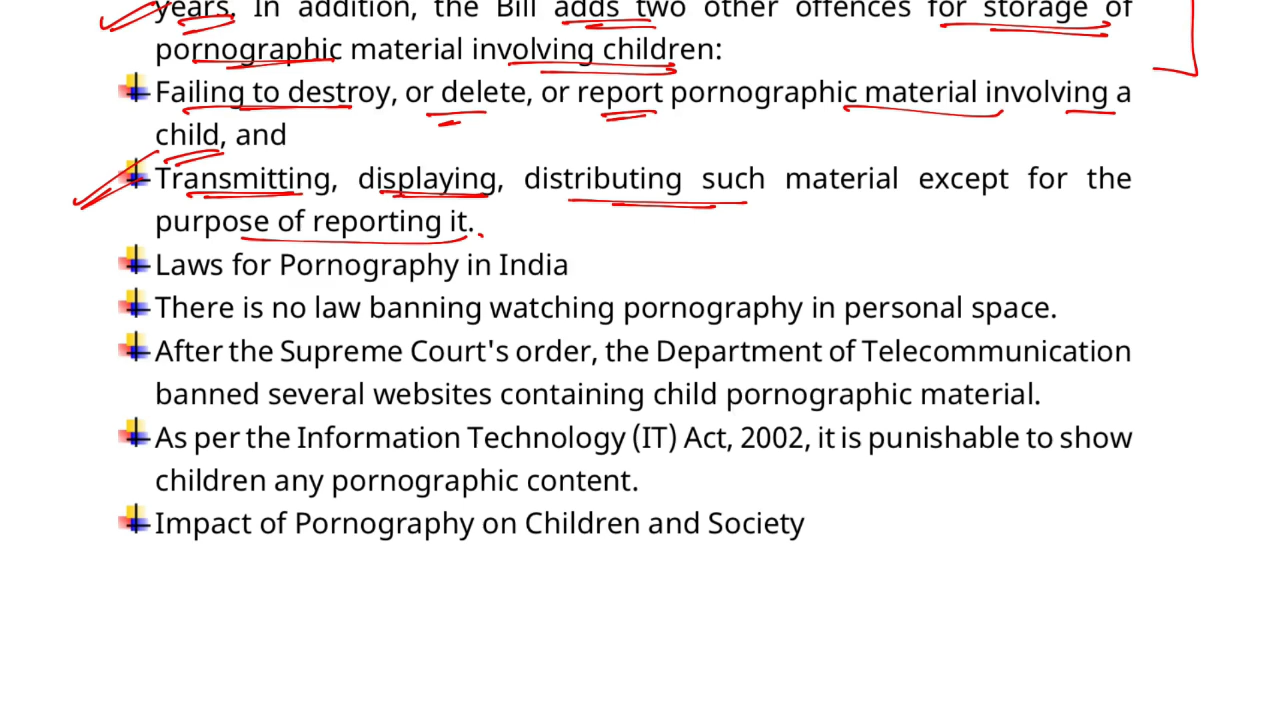 years. In addition, the Bill adds two other offences for storage of
pornographic material involving children:
Failing to destroy, or delete, or report pornographic material involving a
child, and
Transmitting, displaying, distributing such material except for the
purpose of reporting it.
Laws for Pornography in India
There is no law banning watching pornography in personal space.
After the Supreme Court's order, the Department of Telecommunication
banned several websites containing child pornographic material.
As per the Information Technology (IT) Act, 2002, it is punishable to show
children any pornographic content.
Impact of Pornography on Children and Society